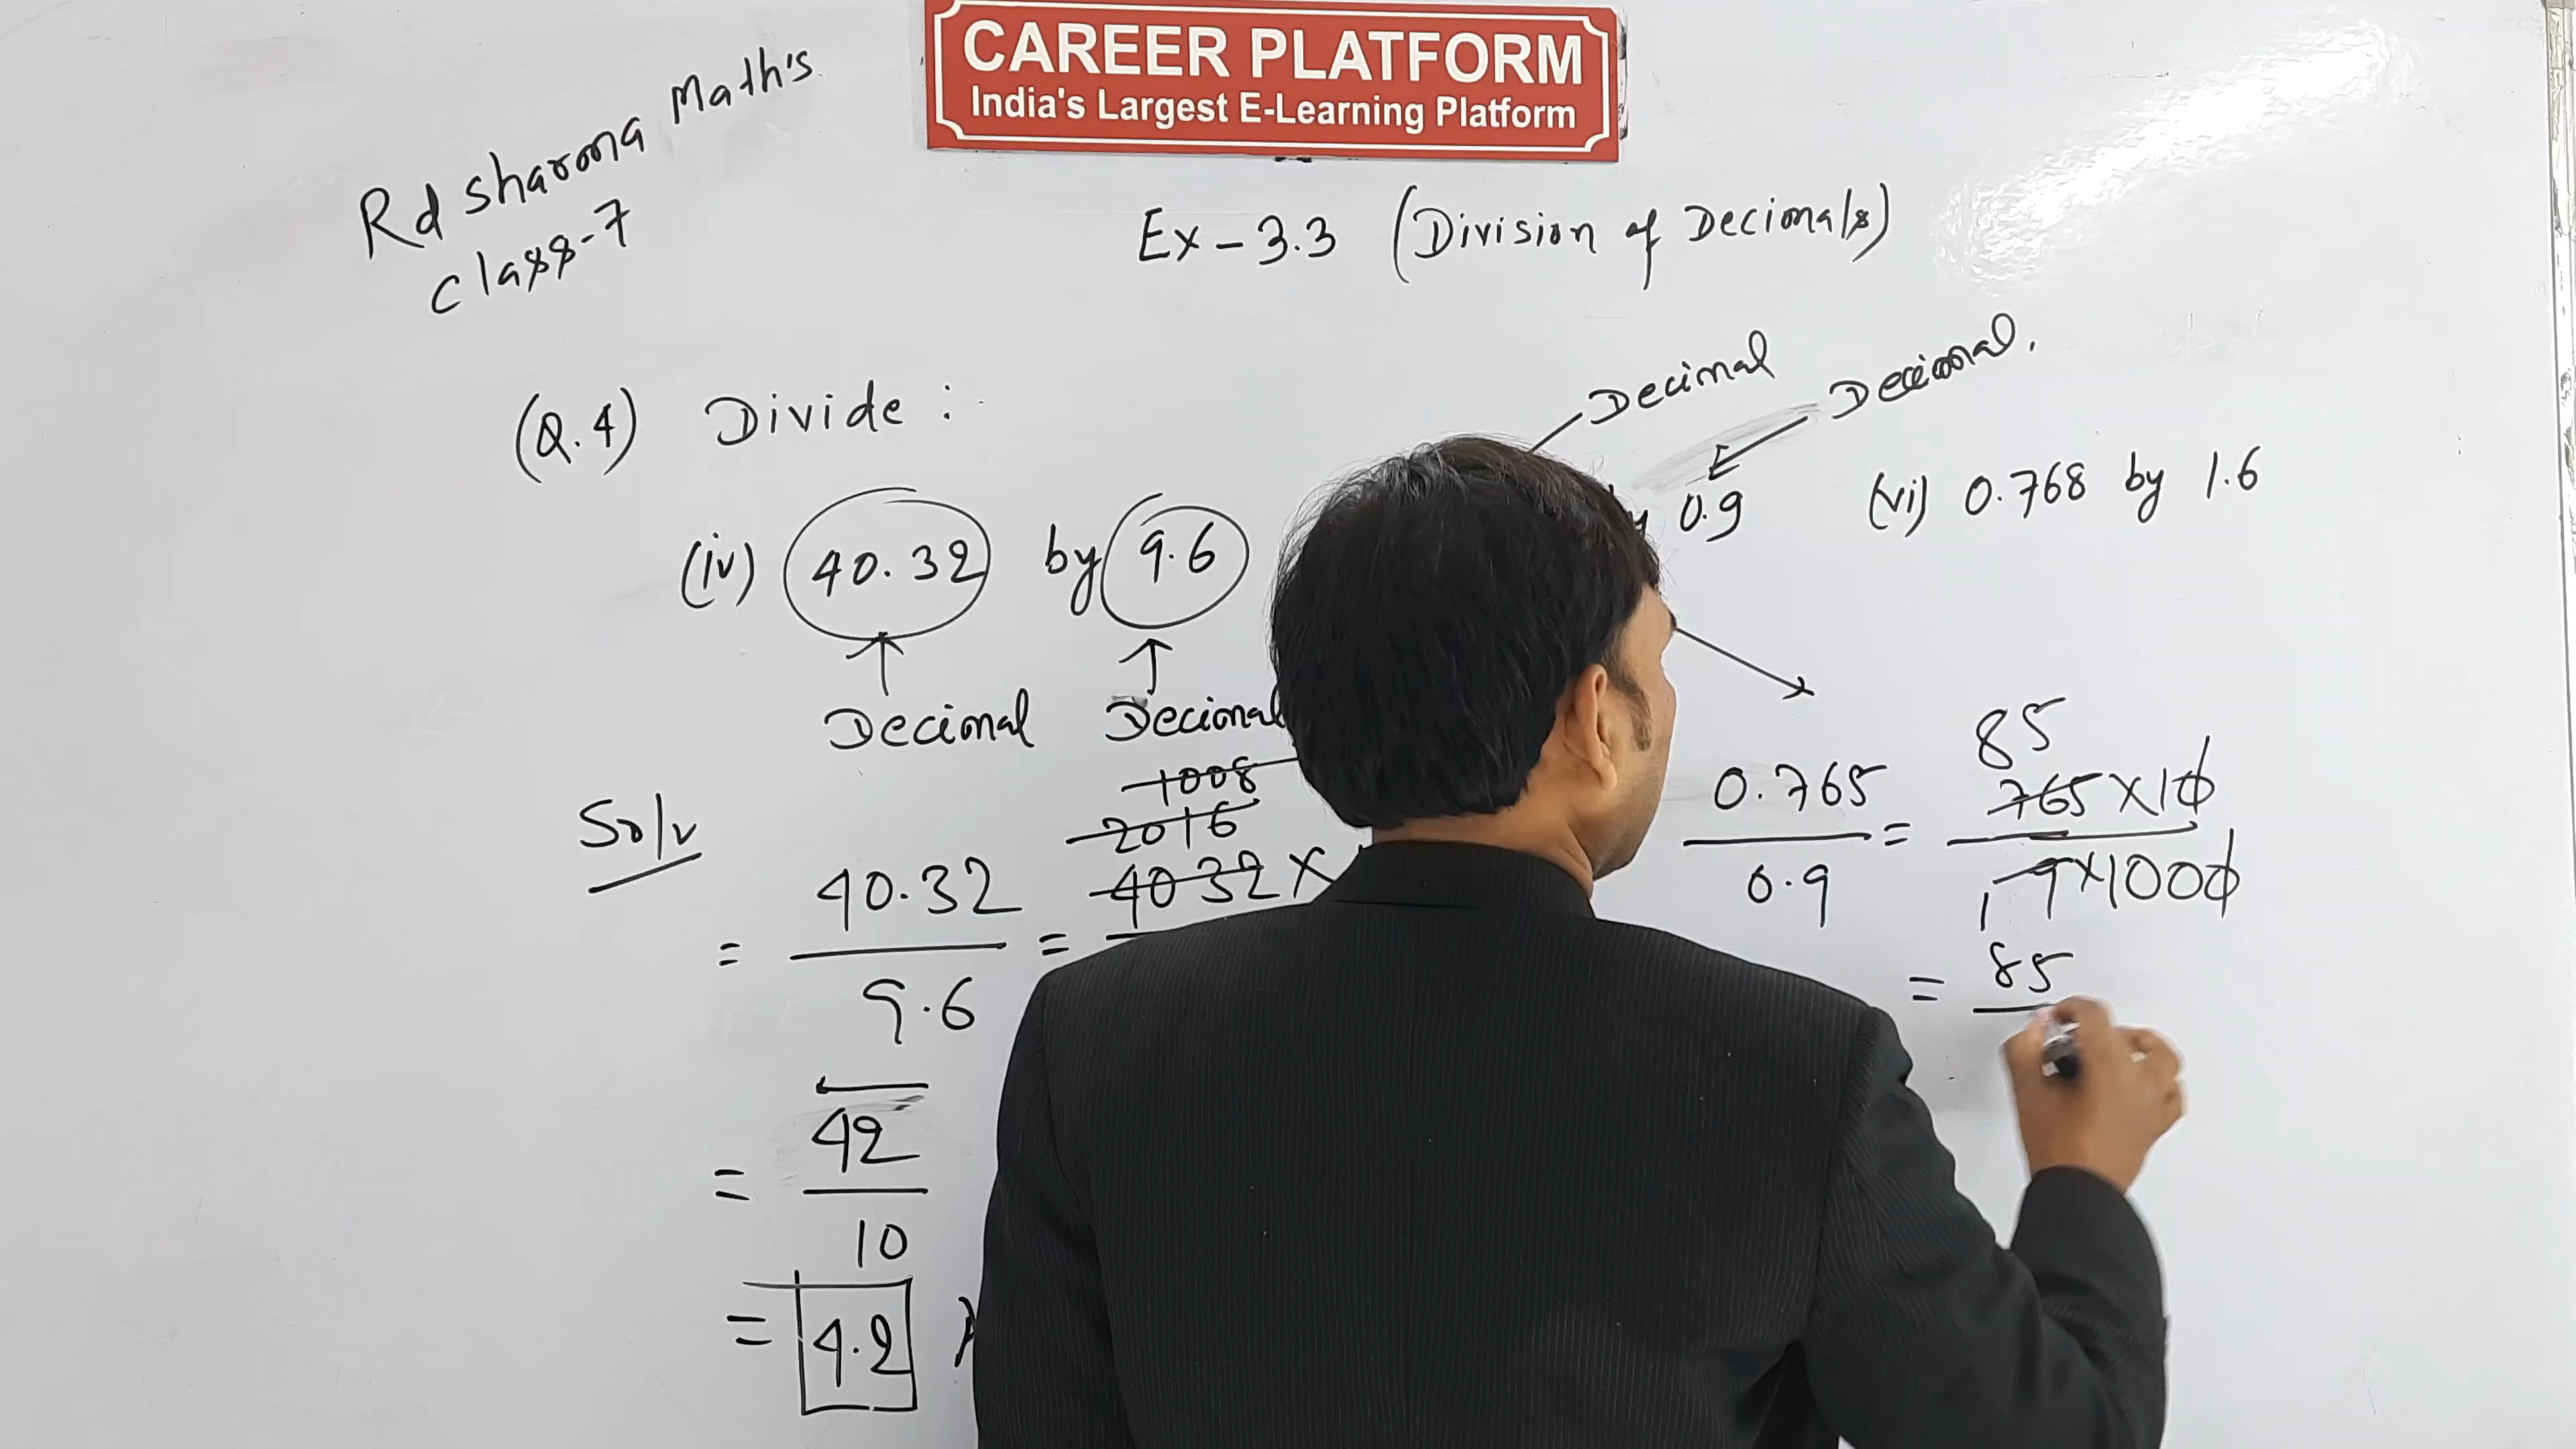 CAREER PLATFORM
India's Largest E-Learning Platform
Rd Sharma Math's
Class-7
Ex-3.3 (Division of Decimals)
(Q.4) Divide :
Decimal
Decimal.
(iv) 40.32 by 9.6
0.9
(vi) 0.768 by 1.6
Decimal
Decimal
Solv
= 40.32 / 9.6 =
1008
2016
4032 ×
= 42 / 10
= 4.2
0.765 / 0.9 =
85
765×10
9×1000
1
= 85